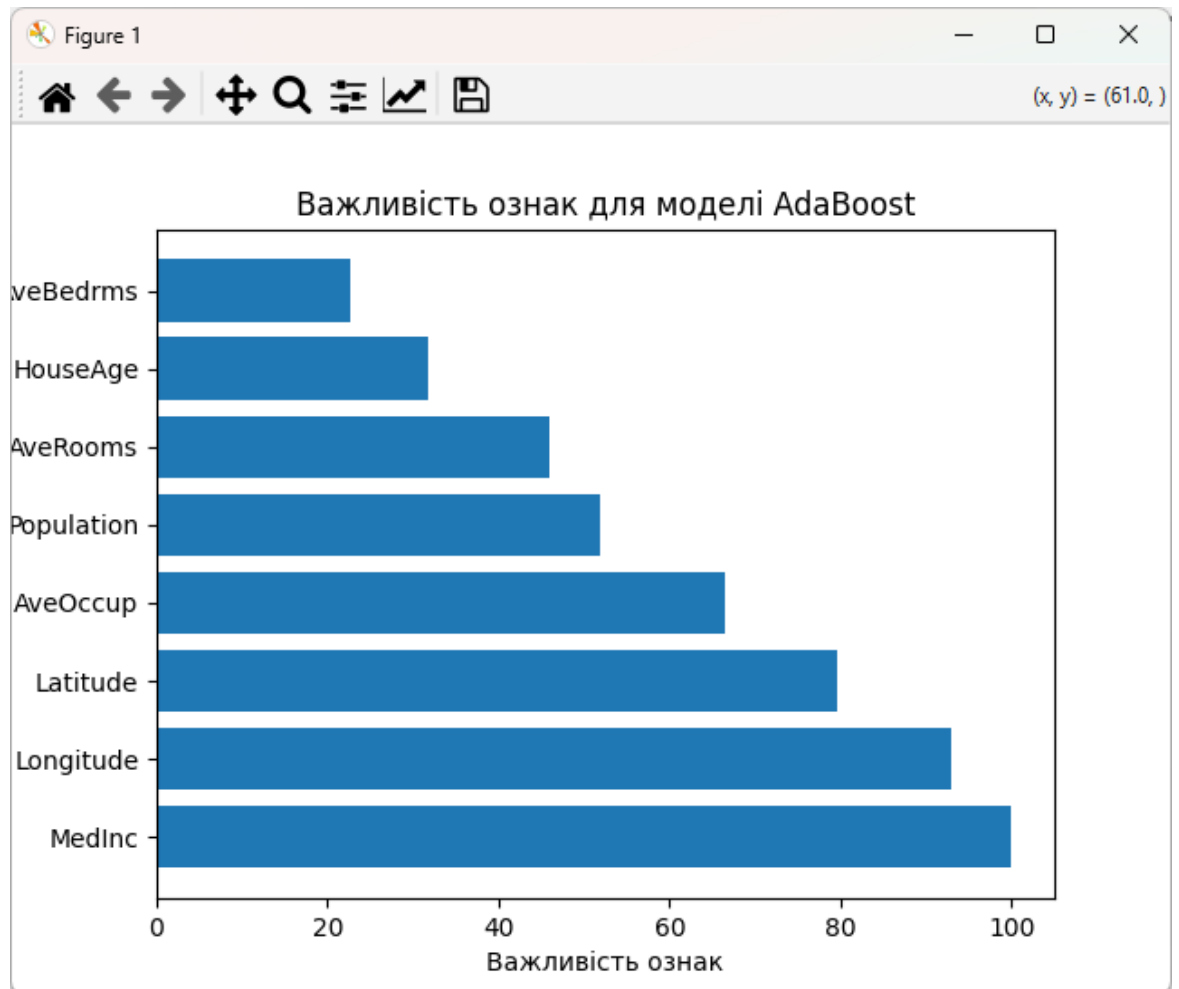 Figure 1
(x, y) = (61.0, )
Важливість ознак для моделі AdaBoost
veBedrms
HouseAge
AveRooms
Population
AveOccup
Latitude
Longitude
MedInc
0 20 40 60 80 100
Важливість ознак